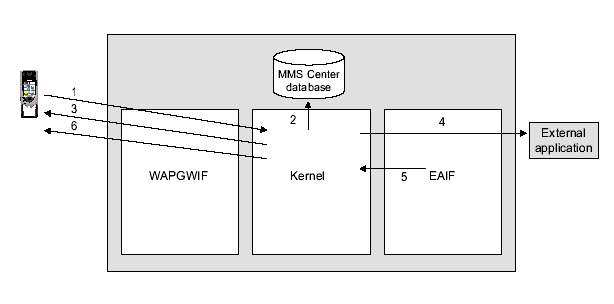 MMS Center
database
1
3
6
2
4
5
WAPGWIF
Kernel
EAIF
External
application